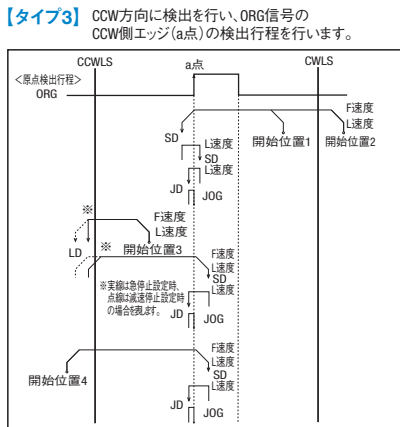 【タイプ3】 CCW方向に検出を行い、ORG信号の
CCW側エッジ(a点)の検出行程を行います。
CCWLS
a点
CWLS
<原点検出行程>
ORG
F速度
L速度
SD
開始位置1
開始位置2
L速度
SD
L速度
JD
JOG
※
F速度
L速度
LD
開始位置3
※
F速度
L速度
SD
※実線は急停止設定時、
点線は減速停止設定時
の場合を表します。
L速度
JD
JOG
F速度
L速度
SD
開始位置4
L速度
JD
JOG